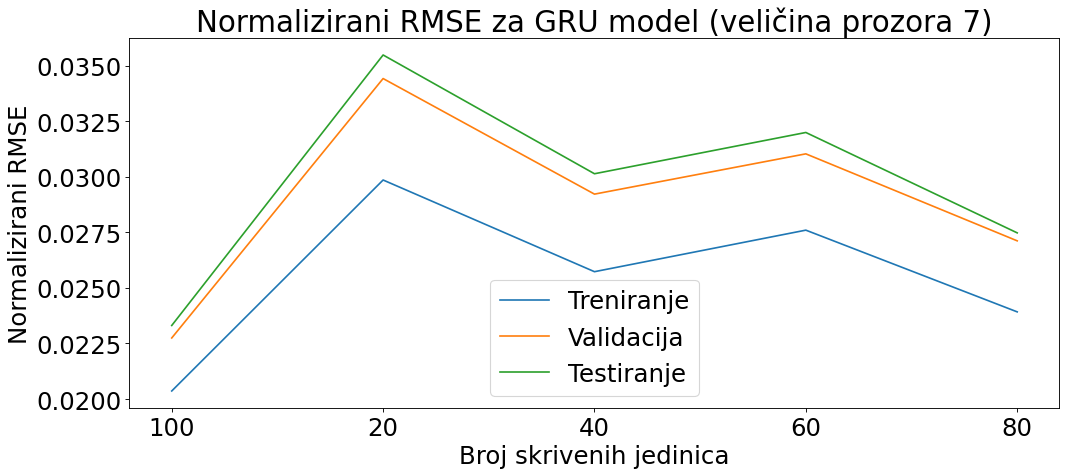 Normalizirani RMSE za GRU model (veličina prozora 7)
Normalizirani RMSE
0.0350
0.0325
0.0300
0.0275
0.0250
0.0225
0.0200
Treniranje
Validacija
Testiranje
100 20 40 60 80
Broj skrivenih jedinica